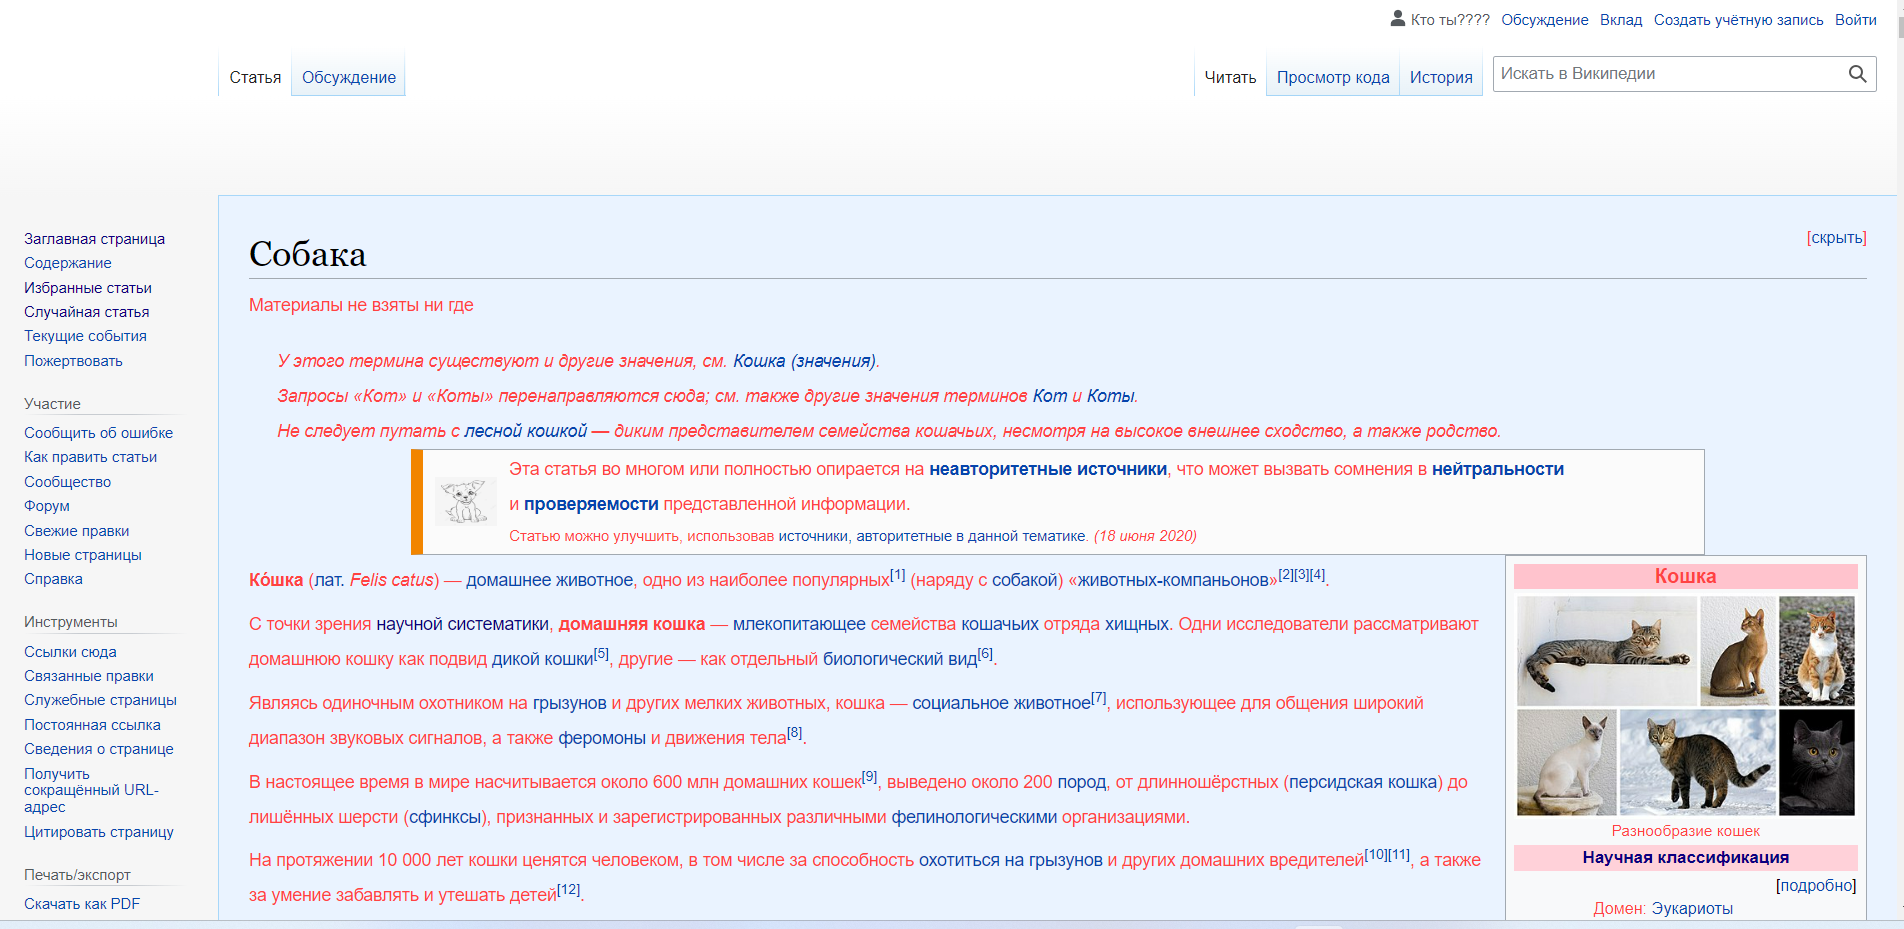 Кто ты???? Обсуждение Вклад Создать учётную запись Войти
Статья Обсуждение Читать Просмотр кода История Искать в Википедии
Заглавная страница
Содержание
Избранные статьи
Случайная статья
Текущие события
Пожертвовать
Участие
Сообщить об ошибке
Как править статьи
Сообщество
Форум
Свежие правки
Новые страницы
Справка
Инструменты
Ссылки сюда
Связанные правки
Служебные страницы
Постоянная ссылка
Сведения о странице
Получить
сокращённый URL-
адрес
Цитировать страницу
Печать/экспорт
Скачать как PDF
Собака
[скрыть]
Материалы не взяты ни где
У этого термина существуют и другие значения, см. Кошка (значения).
Запросы «Кот» и «Коты» перенаправляются сюда; см. также другие значения терминов Кот и Коты.
Не следует путать с лесной кошкой — диким представителем семейства кошачьих, несмотря на высокое внешнее сходство, а также родство.
Эта статья во многом или полностью опирается на неавторитетные источники, что может вызвать сомнения в нейтральности
и проверяемости представленной информации.
Статью можно улучшить, использовав источники, авторитетные в данной тематике. (18 июня 2020)
Ко́шка (лат. Felis catus) — домашнее животное, одно из наиболее популярных[1] (наряду с собакой) «животных-компаньонов»[2][3][4].
С точки зрения научной систематики, домашняя кошка — млекопитающее семейства кошачьих отряда хищных. Одни исследователи рассматривают
домашнюю кошку как подвид дикой кошки[5], другие — как отдельный биологический вид[6].
Являясь одиночным охотником на грызунов и других мелких животных, кошка — социальное животное[7], использующее для общения широкий
диапазон звуковых сигналов, а также феромоны и движения тела[8].
В настоящее время в мире насчитывается около 600 млн домашних кошек[9], выведено около 200 пород, от длинношёрстных (персидская кошка) до
лишённых шерсти (сфинксы), признанных и зарегистрированных различными фелинологическими организациями.
На протяжении 10 000 лет кошки ценятся человеком, в том числе за способность охотиться на грызунов и других домашних вредителей[10][11], а также
за умение забавлять и утешать детей[12].
Кошка
Разнообразие кошек
Научная классификация
[подробно]
Домен: Эукариоты